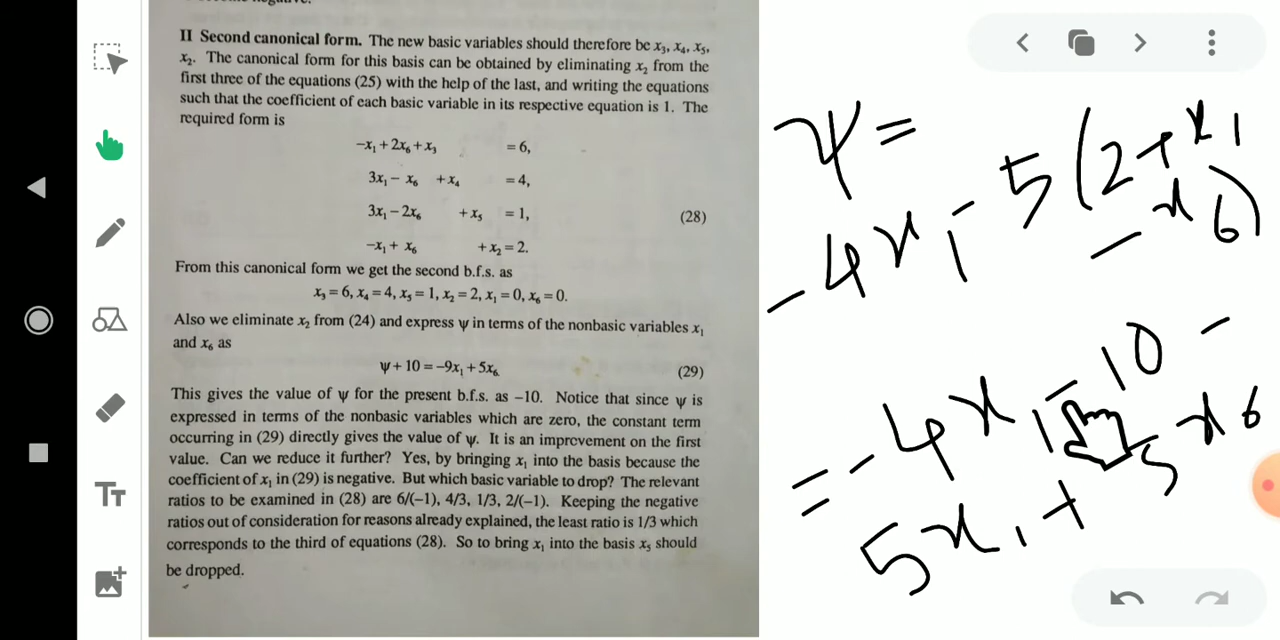 II Second canonical form. The new basic variables should therefore be x₃, x₄, x₅,
x₂. The canonical form for this basis can be obtained by eliminating x₂ from the
first three of the equations (25) with the help of the last, and writing the equations
such that the coefficient of each basic variable in its respective equation is 1. The
required form is
-x₁ + 2x₆ + x₃ = 6,
3x₁ - x₆ + x₄ = 4,
3x₁ - 2x₆ + x₅ = 1, (28)
-x₁ + x₆ + x₂ = 2.
From this canonical form we get the second b.f.s. as
x₃ = 6, x₄ = 4, x₅ = 1, x₂ = 2, x₁ = 0, x₆ = 0.
Also we eliminate x₂ from (24) and express ψ in terms of the nonbasic variables x₁
and x₆ as
ψ + 10 = -9x₁ + 5x₆ (29)
This gives the value of ψ for the present b.f.s. as -10. Notice that since ψ is
expressed in terms of the nonbasic variables which are zero, the constant term
occurring in (29) directly gives the value of ψ. It is an improvement on the first
value. Can we reduce it further? Yes, by bringing x₁ into the basis because the
coefficient of x₁ in (29) is negative. But which basic variable to drop? The relevant
ratios to be examined in (28) are 6/(-1), 4/3, 1/3, 2/(-1). Keeping the negative
ratios out of consideration for reasons already explained, the least ratio is 1/3 which
corresponds to the third of equations (28). So to bring x₁ into the basis x₅ should
be dropped.
ψ =
-4x₁ - 5(2 + x₁
- x₆)
= -4x₁ - 10 -
5x₁ + 5x₆
Tt